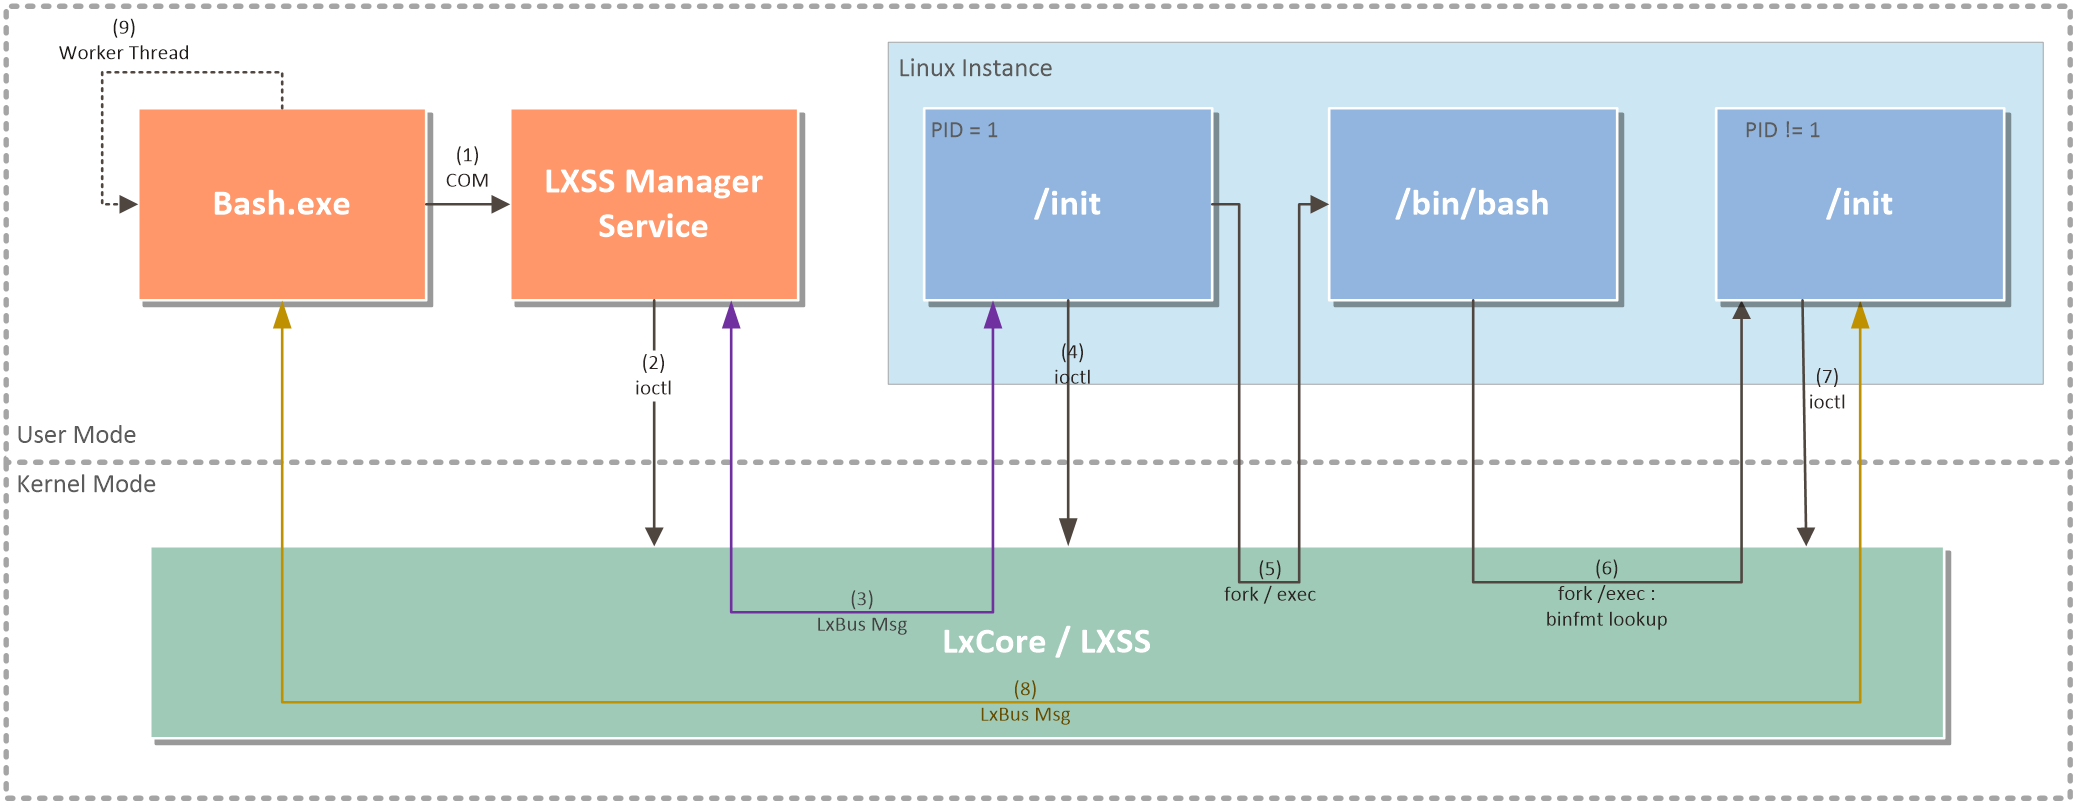 (9)
Worker Thread
Linux Instance
PID = 1
PID != 1
(1)
COM
Bash.exe
LXSS Manager
Service
/init
/bin/bash
/init
(2)
ioctl
(4)
ioctl
(7)
ioctl
User Mode
Kernel Mode
(3)
LxBus Msg
(5)
fork / exec
(6)
fork /exec :
binfmt lookup
LxCore / LXSS
(8)
LxBus Msg